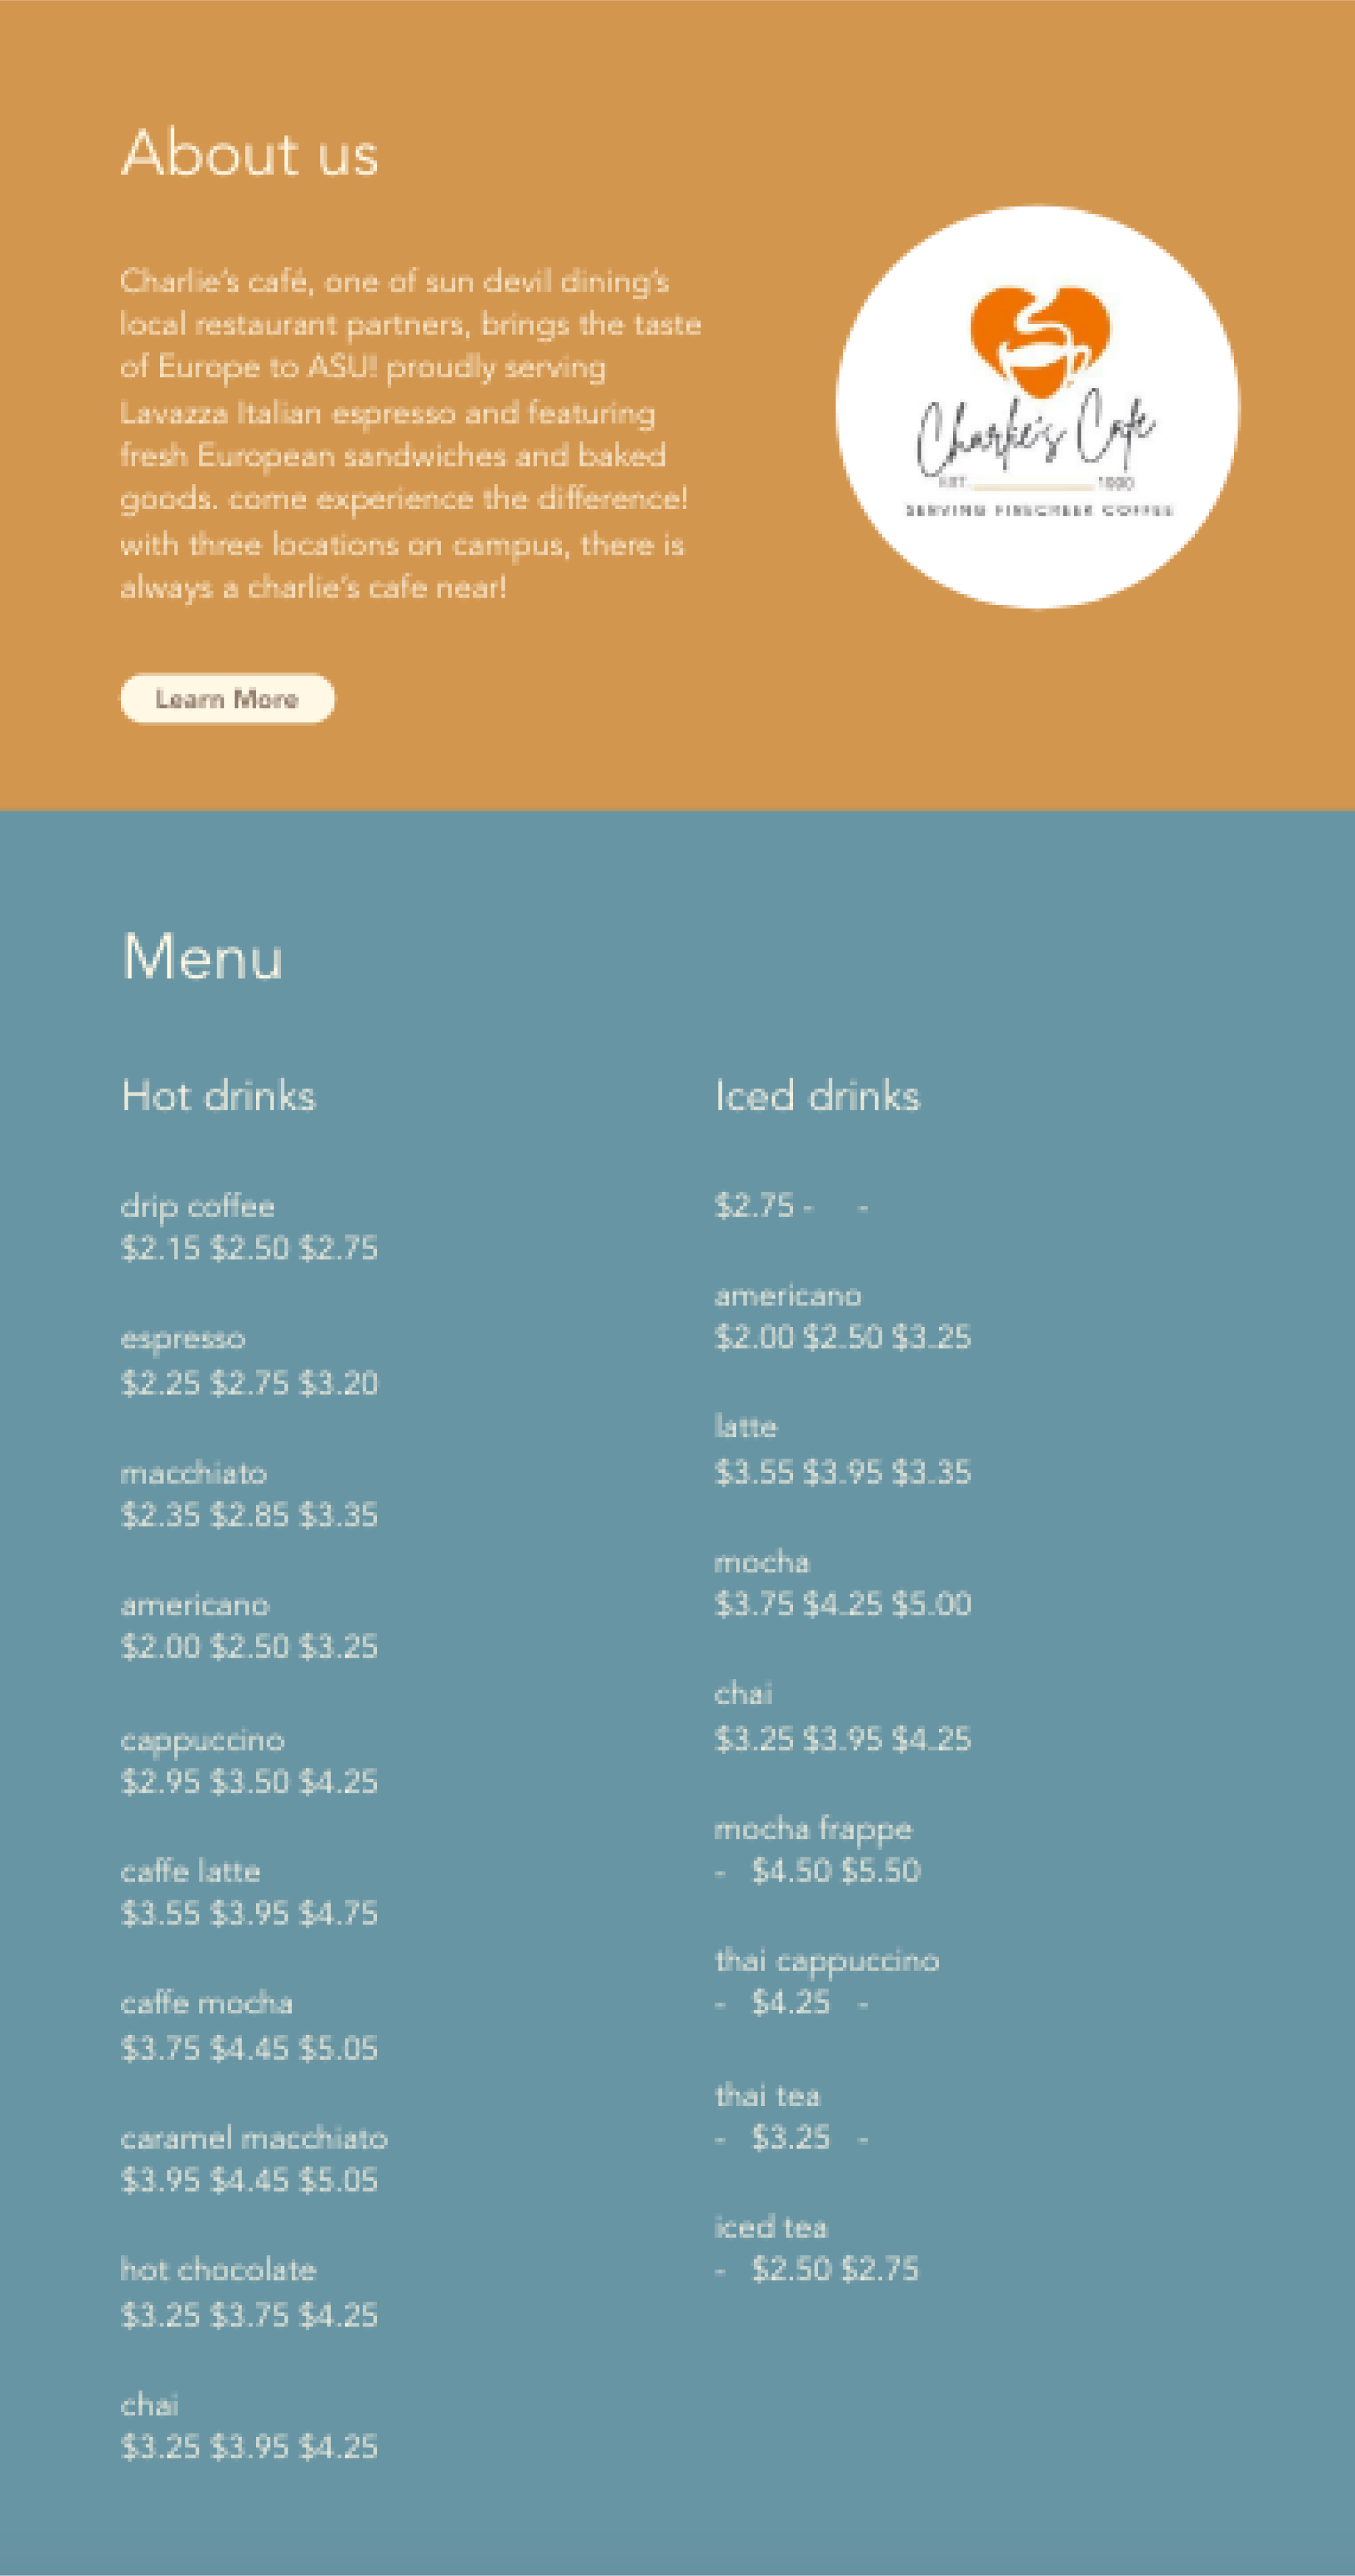 About us
Charlie's café, one of sun devil dining's
local restaurant partners, brings the taste
of Europe to ASU! proudly serving
Lavazza Italian espresso and featuring
fresh European sandwiches and baked
goods. come experience the difference!
with three locations on campus, there is
always a charlie's cafe near!
Learn More
Charlie's Cafe
EST.
SERVING FIRECREEK COFFEE
Menu
Hot drinks
drip coffee
$2.15 $2.50 $2.75
espresso
$2.25 $2.75 $3.20
macchiato
$2.35 $2.85 $3.35
americano
$2.00 $2.50 $3.25
cappuccino
$2.95 $3.50 $4.25
caffe latte
$3.55 $3.95 $4.75
caffe mocha
$3.75 $4.45 $5.05
caramel macchiato
$3.95 $4.45 $5.05
hot chocolate
$3.25 $3.75 $4.25
chai
$3.25 $3.95 $4.25
Iced drinks
$2.75 - -
americano
$2.00 $2.50 $3.25
latte
$3.55 $3.95 $3.35
mocha
$3.75 $4.25 $5.00
chai
$3.25 $3.95 $4.25
mocha frappe
- $4.50 $5.50
thai cappuccino
- $4.25 -
thai tea
- $3.25 -
iced tea
- $2.50 $2.75